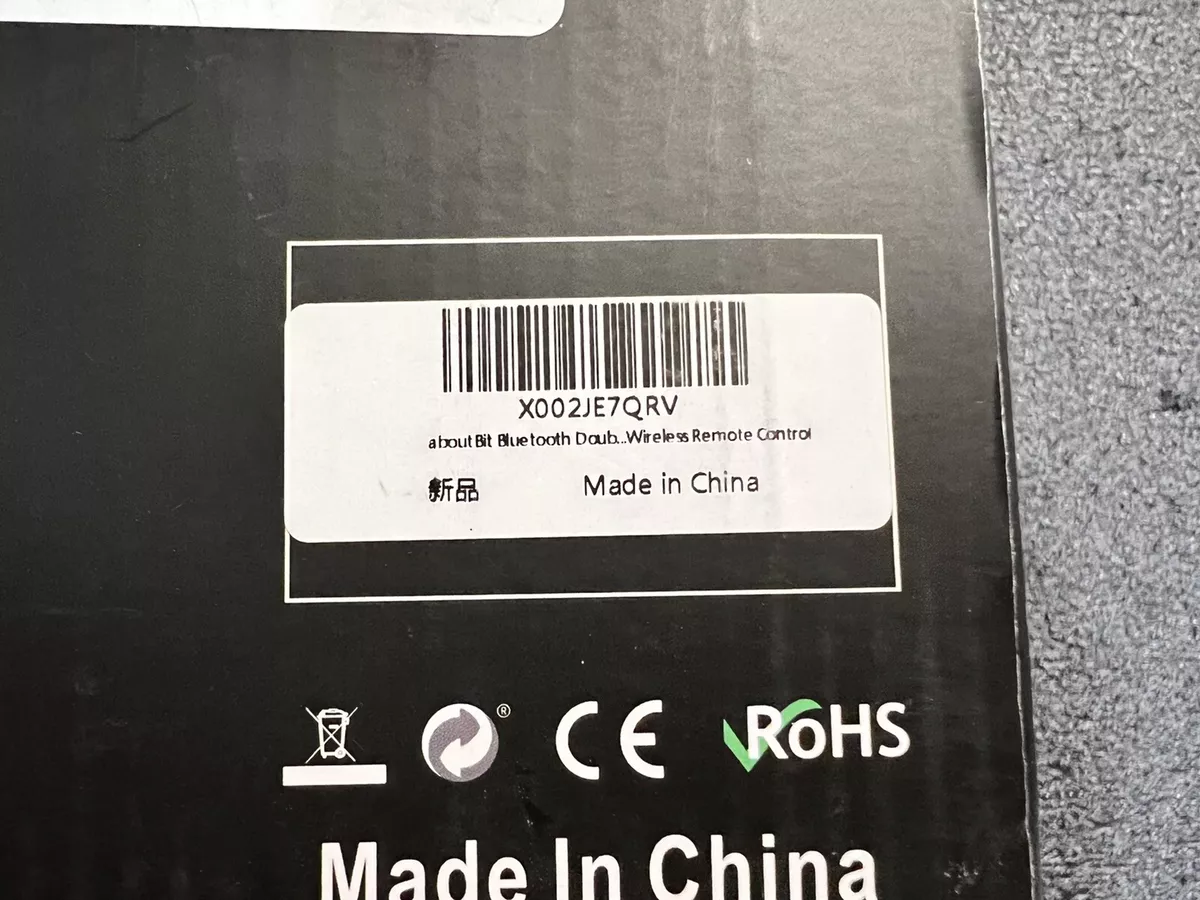 X002JE7QRV
about Bit Bluetooth Doub...Wireless Remote Control
新品 Made in China
® CE RoHS
Made In China